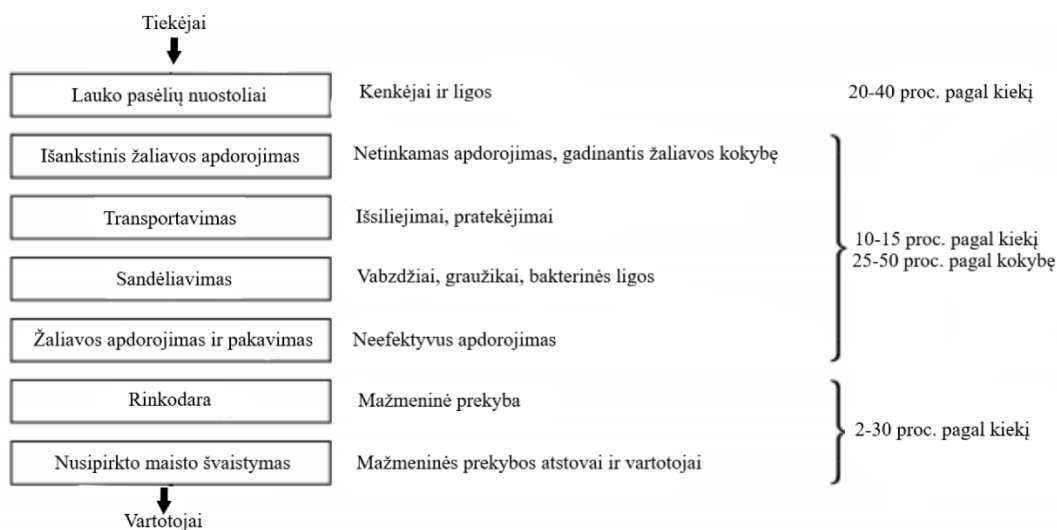 Tiekėjai
Lauko pasėlių nuostoliai Kenkėjai ir ligos 20-40 proc. pagal kiekį
Išankstinis žaliavos apdorojimas Netinkamas apdorojimas, gadinantis žaliavos kokybę
Transportavimas Išsiliejimai, pratekėjimai
10-15 proc. pagal kiekį
25-50 proc. pagal kokybę
Sandėliavimas Vabzdžiai, graužikai, bakterinės ligos
Žaliavos apdorojimas ir pakavimas Neefektyvus apdorojimas
Rinkodara Mažmeninė prekyba
2-30 proc. pagal kiekį
Nusipirkto maisto švaistymas Mažmeninės prekybos atstovai ir vartotojai
Vartotojai